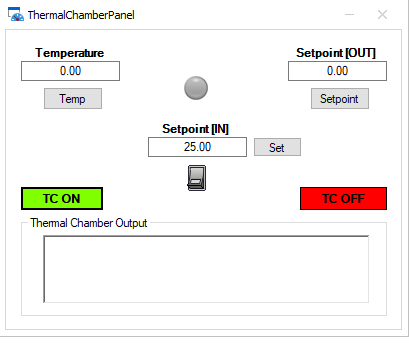 ThermalChamberPanel
Temperature
Setpoint [OUT]
0.00
0.00
Temp
Setpoint
Setpoint [IN]
25.00
Set
TC ON
TC OFF
Thermal Chamber Output